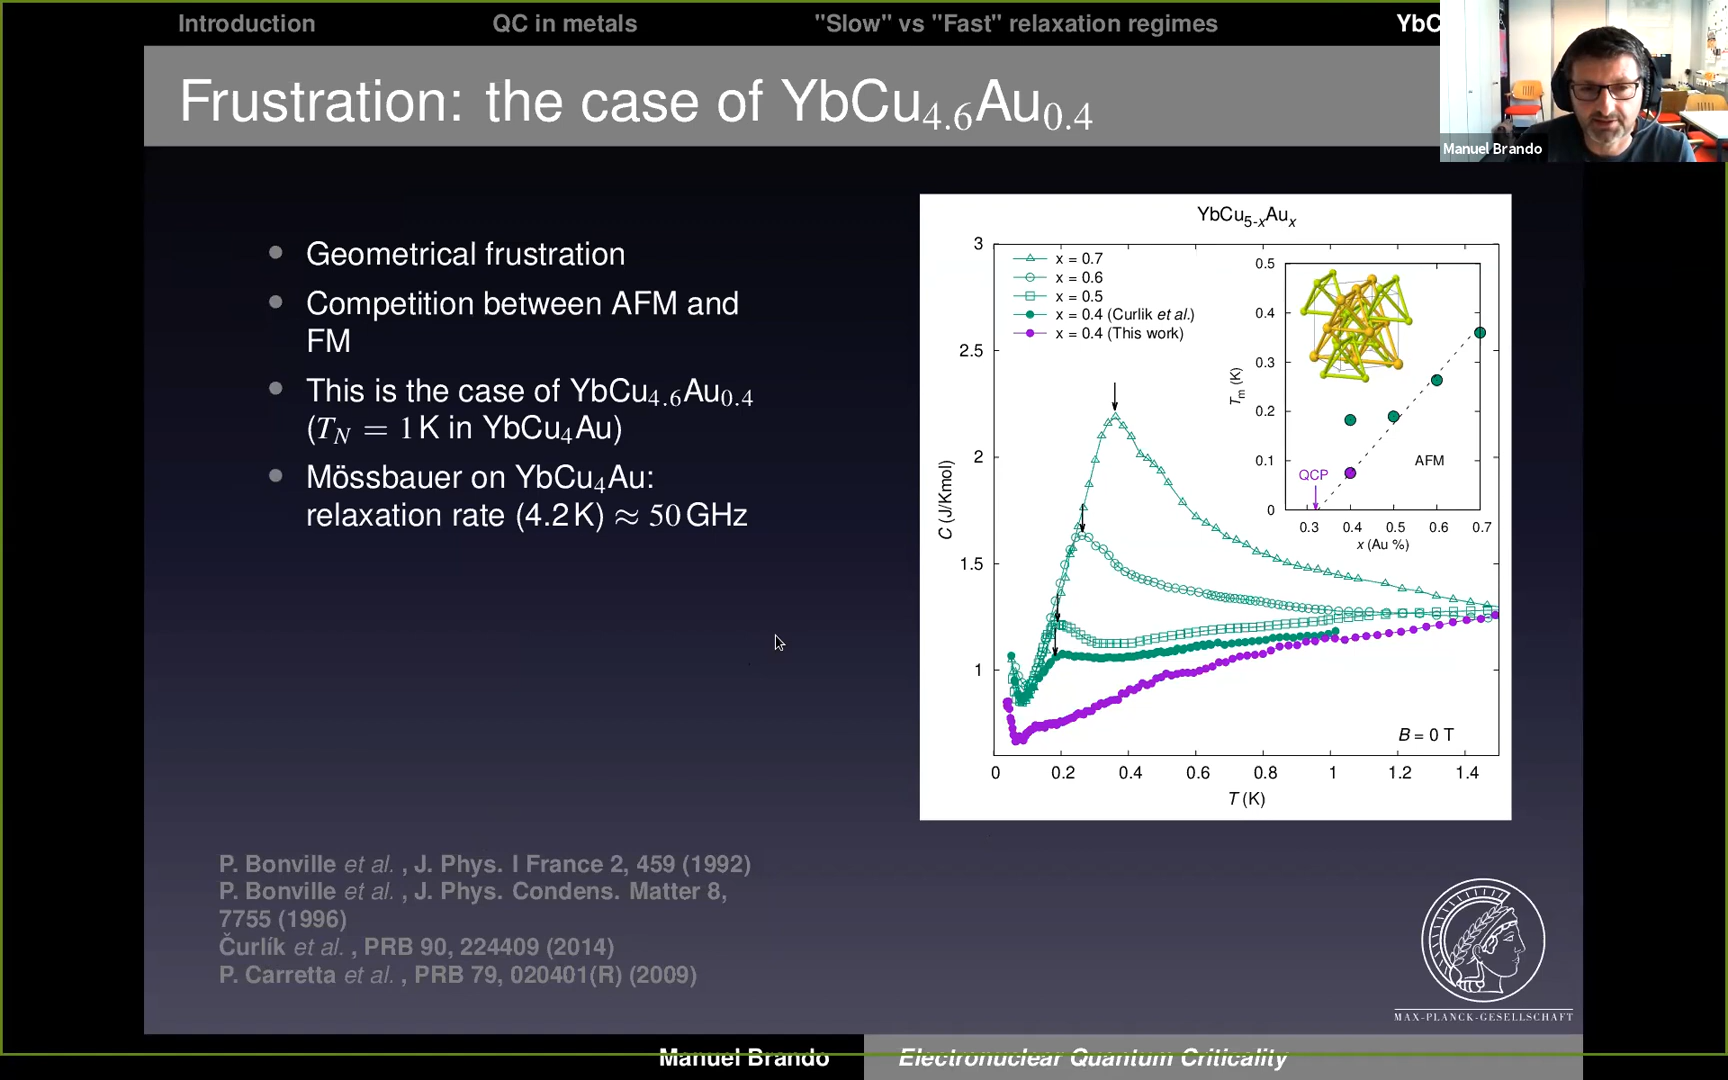 Introduction
QC in metals
"Slow" vs "Fast" relaxation regimes
YbC
Frustration: the case of YbCu4.6Au0.4
Manuel Brando
Geometrical frustration
Competition between AFM and
FM
This is the case of YbCu4.6Au0.4
(TN = 1 K in YbCu4Au)
Mössbauer on YbCu4Au:
relaxation rate (4.2 K) ≈ 50 GHz
YbCu5-xAux
x = 0.7
x = 0.6
x = 0.5
x = 0.4 (Curlik et al.)
x = 0.4 (This work)
3
2.5
2
1.5
1
C (J/Kmol)
0 0.2 0.4 0.6 0.8 1 1.2 1.4
T (K)
B = 0 T
0.5
0.4
0.3
0.2
0.1
0
Tm (K)
QCP
AFM
0.3 0.4 0.5 0.6 0.7
x (Au %)
P. Bonville et al. , J. Phys. I France 2, 459 (1992)
P. Bonville et al. , J. Phys. Condens. Matter 8,
7755 (1996)
Čurlík et al. , PRB 90, 224409 (2014)
P. Carretta et al. , PRB 79, 020401(R) (2009)
MAX-PLANCK-GESELLSCHAFT
Manuel Brando
Electronuclear Quantum Criticality